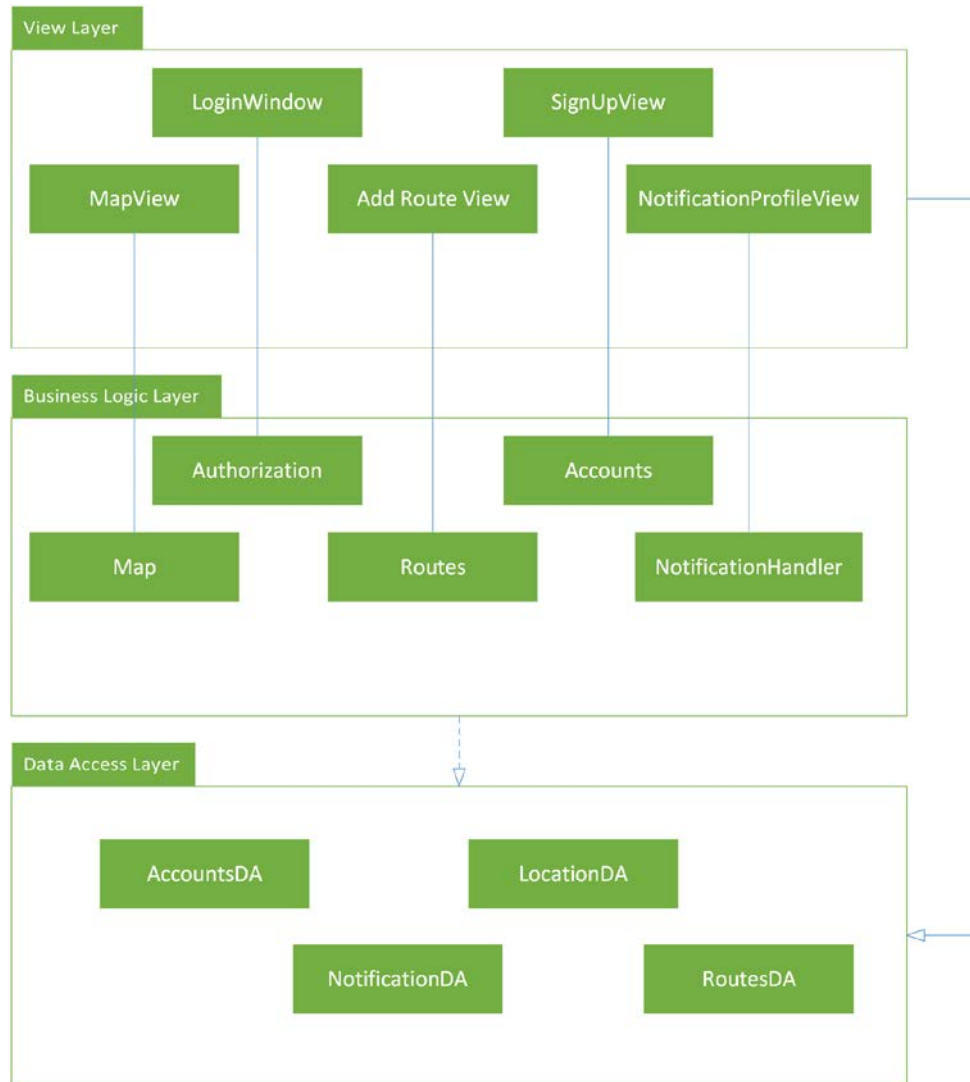 View Layer
LoginWindow
SignUpView
MapView
Add Route View
NotificationProfileView
Business Logic Layer
Authorization
Accounts
Map
Routes
NotificationHandler
Data Access Layer
AccountsDA
LocationDA
NotificationDA
RoutesDA